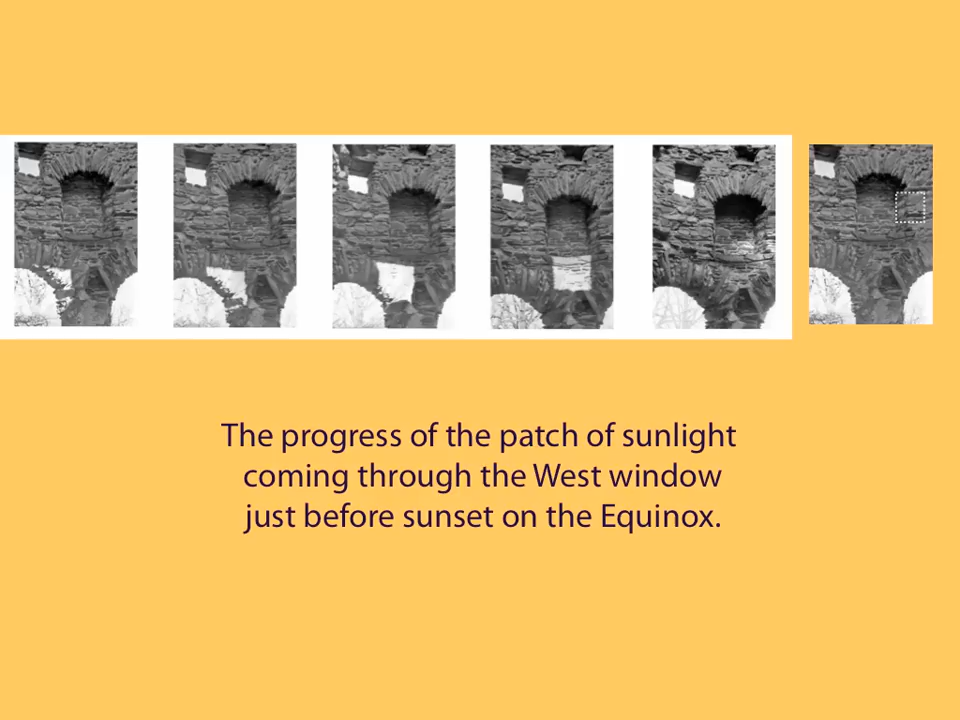 The progress of the patch of sunlight
coming through the West window
just before sunset on the Equinox.